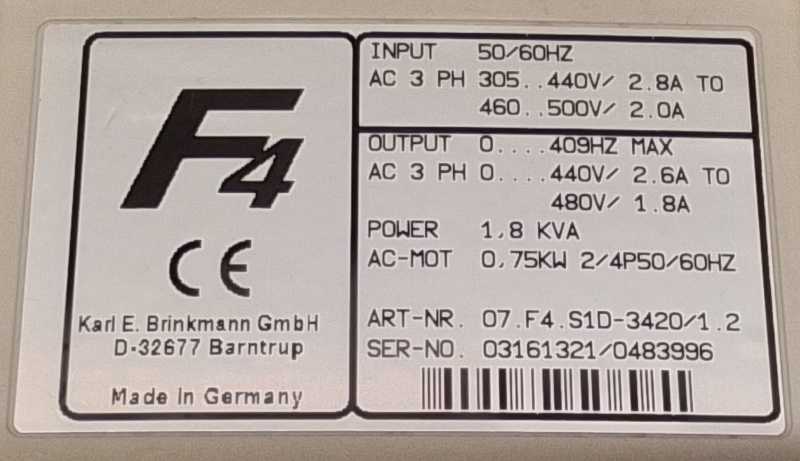 F4
CE
Karl E. Brinkmann GmbH
D-32677 Barntrup
Made in Germany
INPUT 50/60HZ
AC 3 PH 305..440V/ 2.8A TO
460..500V/ 2.0A
OUTPUT 0....409HZ MAX
AC 3 PH 0....440V/ 2.6A TO
480V/ 1.8A
POWER 1,8 KVA
AC-MOT 0,75KW 2/4P50/60HZ
ART-NR. 07.F4.S1D-3420/1.2
SER-NO. 03161321/0483996